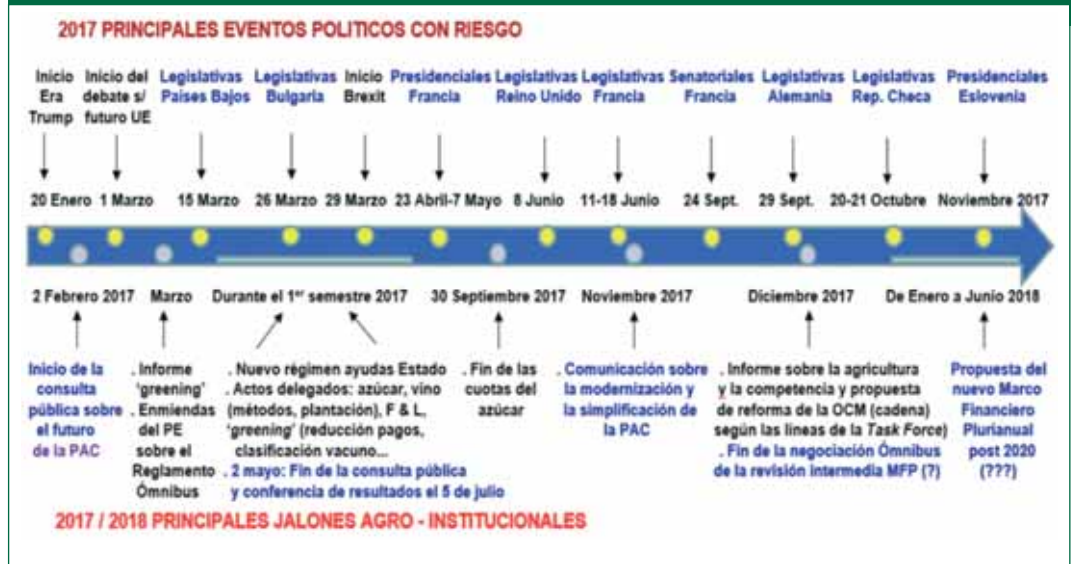 2017 PRINCIPALES EVENTOS POLITICOS CON RIESGO
Inicio
Era
Trump
Inicio del
debate s/
futuro UE
Legislativas
Países Bajos
Legislativas
Bulgaria
Inicio
Brexit
Presidenciales
Francia
Legislativas
Reino Unido
Legislativas
Francia
Senatoriales
Francia
Legislativas
Alemania
Legislativas
Rep. Checa
Presidenciales
Eslovenia
20 Enero 1 Marzo 15 Marzo 26 Marzo 29 Marzo 23 Abril-7 Mayo 8 Junio 11-18 Junio 24 Sept. 29 Sept. 20-21 Octubre Noviembre 2017
2 Febrero 2017 Marzo Durante el 1er semestre 2017 30 Septiembre 2017 Noviembre 2017 Diciembre 2017 De Enero a Junio 2018
Inicio de la
consulta
pública sobre
el futuro
de la PAC
. Informe
'greening'
. Enmiendas
del PE
sobre el
Reglamento
Ómnibus
. Nuevo régimen ayudas Estado
. Actos delegados: azúcar, vino
(métodos, plantación), F & L,
'greening' (reducción pagos,
clasificación vacuno...
. 2 mayo: Fin de la consulta pública
y conferencia de resultados el 5 de julio
. Fin de las
cuotas del
azúcar
. Comunicación sobre
la modernización y
la simplificación de
la PAC
. Informe sobre la agricultura
y la competencia y propuesta
de reforma de la OCM (cadena)
según las líneas de la Task Force)
. Fin de la negociación Ómnibus
de la revisión intermedia MFP (?)
Propuesta del
nuevo Marco
Financiero
Plurianual
post 2020
(???)
2017 / 2018 PRINCIPALES JALONES AGRO - INSTITUCIONALES